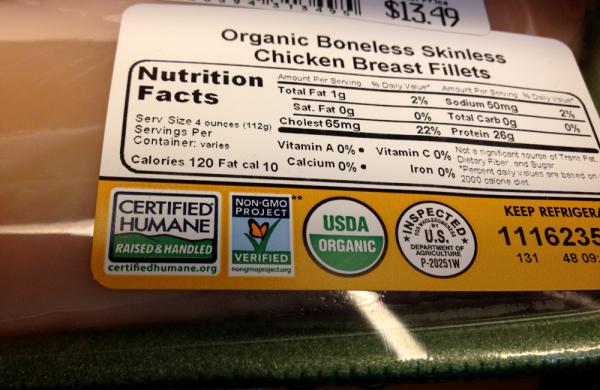 $13.49
Organic Boneless Skinless
Chicken Breast Fillets
Nutrition
Facts
Serv Size 4 ounces (112g)
Servings Per
Container: varies
Calories 120 Fat cal 10
Amount Per Serving % Daily Value*
Total Fat 1g 2%
Sat. Fat 0g 0%
Cholest 65mg 22%
Amount Per Serving % Daily Value*
Sodium 50mg 2%
Total Carb 0g 0%
Protein 26g
Vitamin A 0% • Vitamin C 0%
Calcium 0% • Iron 0%
Not a significant source of Trans Fat,
Dietary Fiber, and Sugar
*Percent daily values are based on
2000 calorie diet.
CERTIFIED
HUMANE
RAISED & HANDLED
certifiedhumane.org
NON-GMO
PROJECT
VERIFIED
nongmoproject.org
**
USDA
ORGANIC
INSPECTED
FOR WHOLESOMENESS
BY
U.S.
DEPARTMENT OF
AGRICULTURE
P-20251W
KEEP REFRIGERA
1116235
131 48 09: